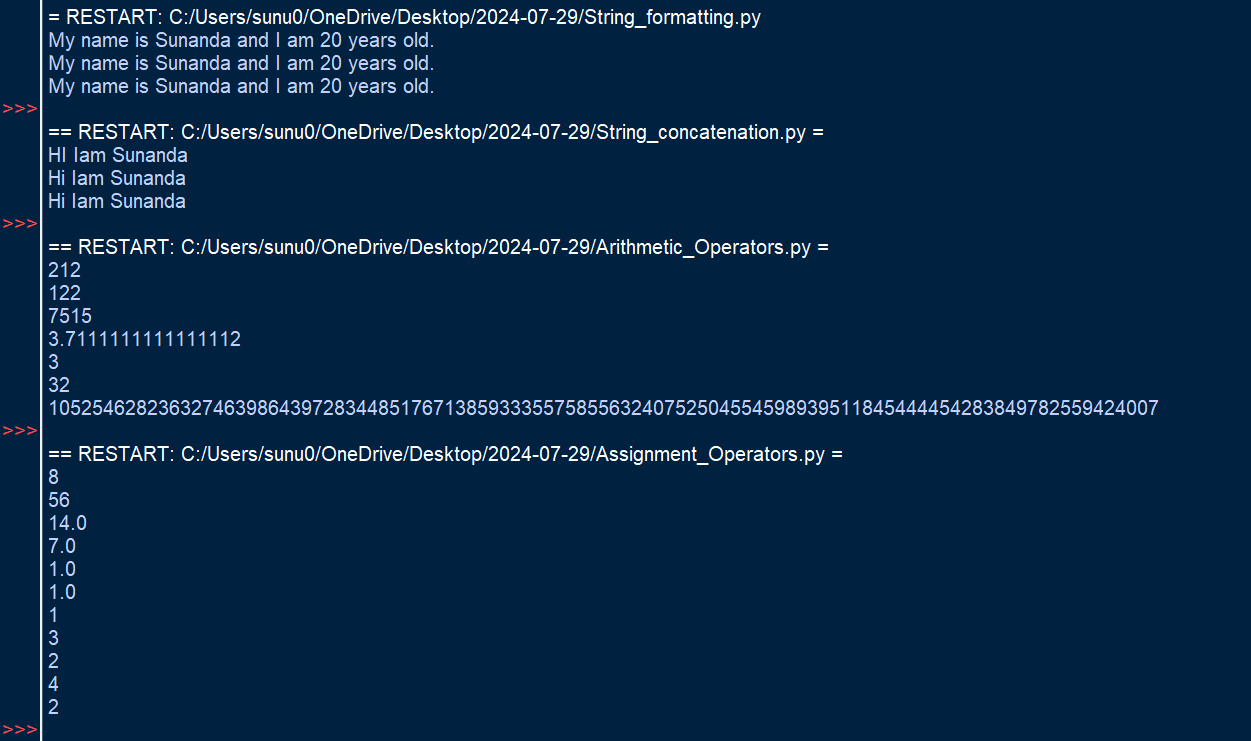 = RESTART: C:/Users/sunu0/OneDrive/Desktop/2024-07-29/String_formatting.py
My name is Sunanda and I am 20 years old.
My name is Sunanda and I am 20 years old.
My name is Sunanda and I am 20 years old.
>>>
== RESTART: C:/Users/sunu0/OneDrive/Desktop/2024-07-29/String_concatenation.py =
HI Iam Sunanda
Hi Iam Sunanda
Hi Iam Sunanda
>>>
== RESTART: C:/Users/sunu0/OneDrive/Desktop/2024-07-29/Arithmetic_Operators.py =
212
122
7515
3.7111111111111112
3
32
105254628236327463986439728344851767138593335575855632407525045545989395118454444542838497825594​24007
>>>
== RESTART: C:/Users/sunu0/OneDrive/Desktop/2024-07-29/Assignment_Operators.py =
8
56
14.0
7.0
1.0
1.0
1
3
2
4
2
>>>